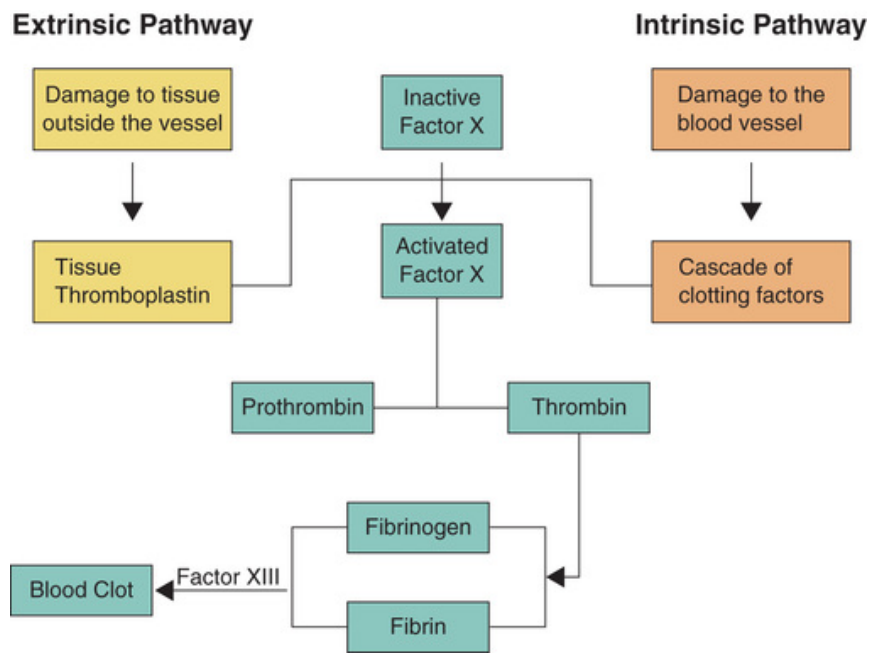 Extrinsic Pathway
Intrinsic Pathway
Damage to tissue
outside the vessel
Inactive
Factor X
Damage to the
blood vessel
Tissue
Thromboplastin
Activated
Factor X
Cascade of
clotting factors
Prothrombin
Thrombin
Fibrinogen
Blood Clot
Factor XIII
Fibrin